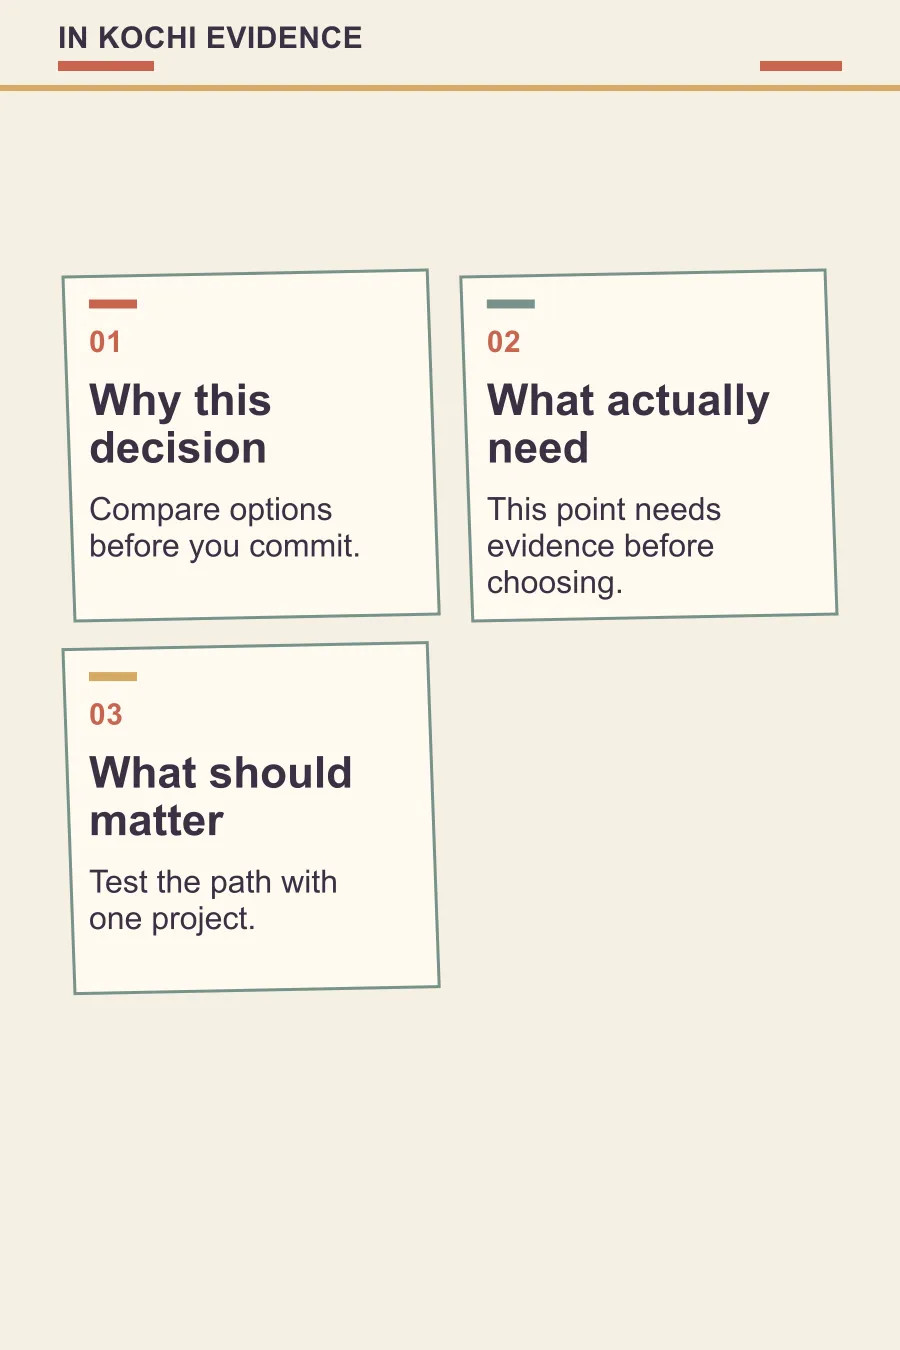 IN KOCHI EVIDENCE
01
Why this
decision
Compare options
before you commit.
02
What actually
need
This point needs
evidence before
choosing.
03
What should
matter
Test the path with
one project.